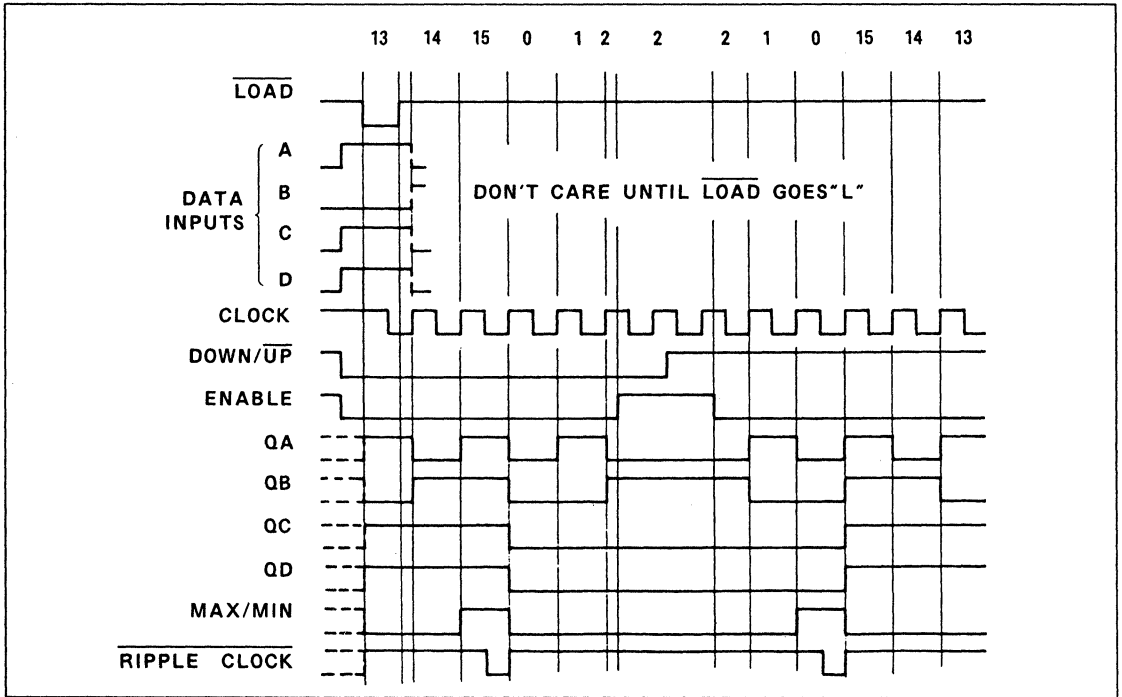 13 14 15 0 1 2 2 2 1 0 15 14 13
LOAD
A
B
DATA INPUTS
C
D
DON'T CARE UNTIL LOAD GOES"L"
CLOCK
DOWN/UP
ENABLE
QA
QB
QC
QD
MAX/MIN
RIPPLE CLOCK